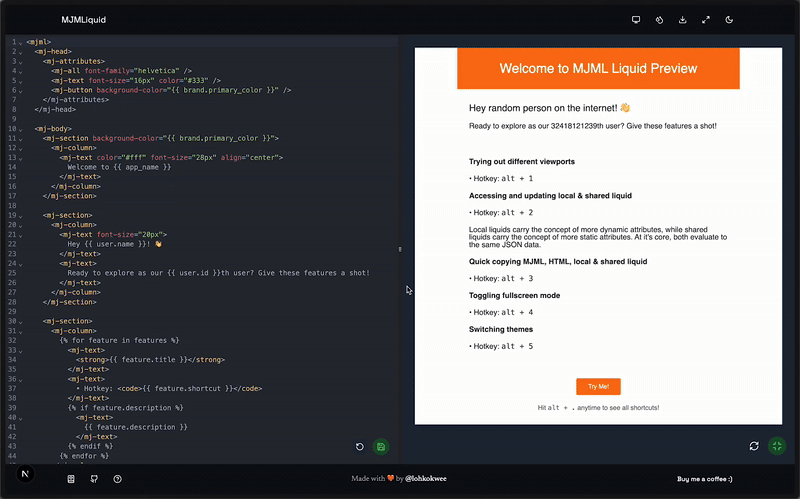 MJMLiquid
1 <mjml>
2 <mj-head>
3 <mj-attributes>
4 <mj-all font-family="helvetica" />
5 <mj-text font-size="16px" color="#333" />
6 <mj-button background-color="{{ brand.primary_color }}" />
7 </mj-attributes>
8 </mj-head>
9
10 <mj-body>
11 <mj-section background-color="{{ brand.primary_color }}">
12 <mj-column>
13 <mj-text color="#fff" font-size="28px" align="center">
14 Welcome to {{ app_name }}
15 </mj-text>
16 </mj-column>
17 </mj-section>
18
19 <mj-section>
20 <mj-column>
21 <mj-text font-size="20px">
22 Hey {{ user.name }}! 👋
23 </mj-text>
24 <mj-text>
25 Ready to explore as our {{ user.id }}th user? Give these features a shot!
26 </mj-text>
27 </mj-column>
28 </mj-section>
29
30 <mj-section>
31 <mj-column>
32 {% for feature in features %}
33 <mj-text>
34 <strong>{{ feature.title }}</strong>
35 </mj-text>
36 <mj-text>
37 • Hotkey: <code>{{ feature.shortcut }}</code>
38 </mj-text>
39 {% if feature.description %}
40 <mj-text>
41 {{ feature.description }}
42 </mj-text>
43 {% endif %}
44 {% endfor %}
Welcome to MJML Liquid Preview
Hey random person on the internet! 👋
Ready to explore as our 32418121239th user? Give these features a shot!
Trying out different viewports
• Hotkey: alt + 1
Accessing and updating local & shared liquid
• Hotkey: alt + 2
Local liquids carry the concept of more dynamic attributes, while shared
liquids carry the concept of more static attributes. At it's core, both evaluate to
the same JSON data.
Quick copying MJML, HTML, local & shared liquid
• Hotkey: alt + 3
Toggling fullscreen mode
• Hotkey: alt + 4
Switching themes
• Hotkey: alt + 5
Try Me!
Hit alt + . anytime to see all shortcuts!
N
Made with 🧡 by @lohkokwee
Buy me a coffee :)